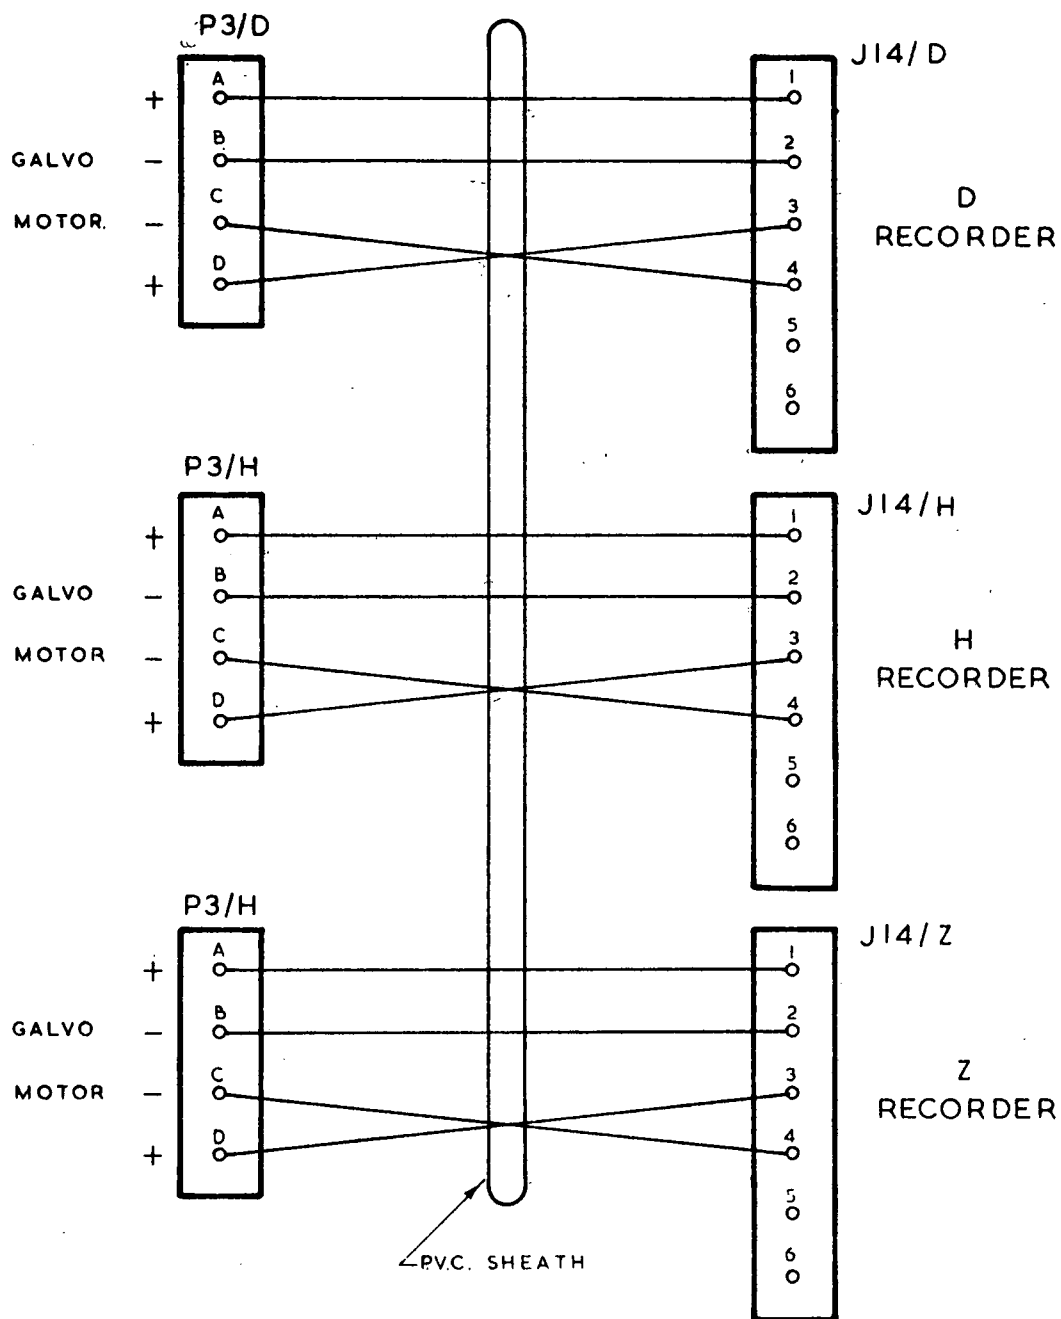 P3/D
J14/D
A
1
+
B
2
GALVO
-
C
3
MOTOR.
-
D
4
+
5
6
D
RECORDER
P3/H
J14/H
A
1
+
B
2
GALVO
-
C
3
MOTOR
-
D
4
+
5
6
H
RECORDER
P3/H
J14/Z
A
1
+
B
2
GALVO
-
C
3
MOTOR
-
D
4
+
5
6
Z
RECORDER
P.V.C. SHEATH